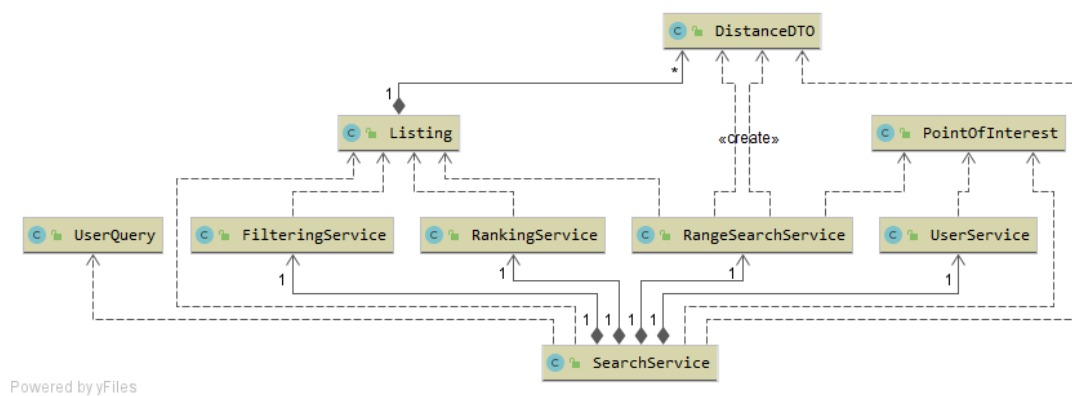 C DistanceDTO
*
1
C Listing
«create»
C PointOfInterest
C UserQuery
C FilteringService
C RankingService
C RangeSearchService
C UserService
1 1 1 1
1 1 1 1
C SearchService
Powered by yFiles